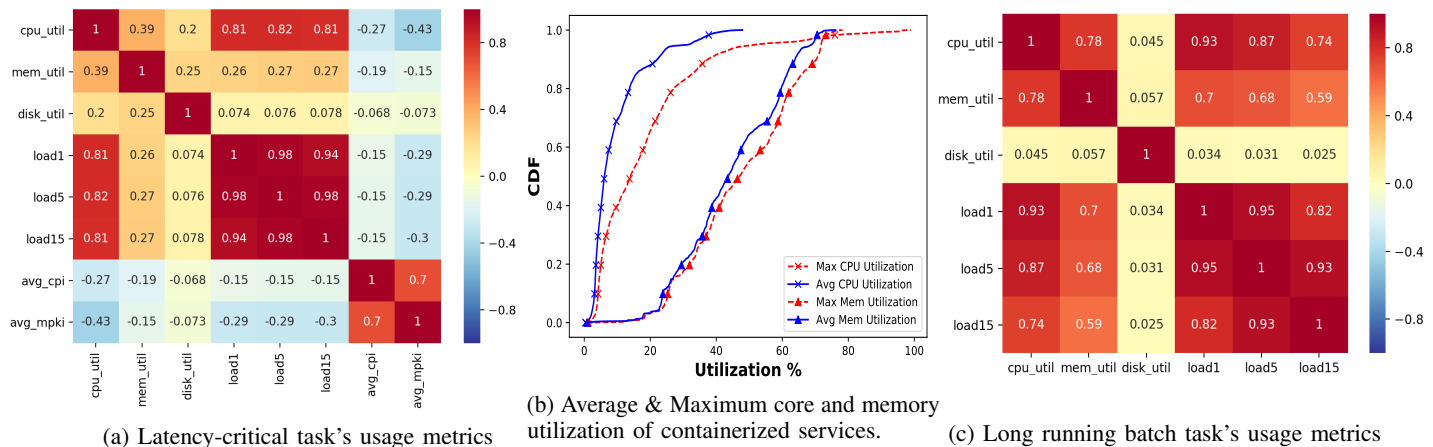 cpu_util 1 0.39 0.2 0.81 0.82 0.81 -0.27 -0.43
mem_util 0.39 1 0.25 0.26 0.27 0.27 -0.19 -0.15
disk_util 0.2 0.25 1 0.074 0.076 0.078 -0.068 -0.073
load1 0.81 0.26 0.074 1 0.98 0.94 -0.15 -0.29
load5 0.82 0.27 0.076 0.98 1 0.98 -0.15 -0.29
load15 0.81 0.27 0.078 0.94 0.98 1 -0.15 -0.3
avg_cpi -0.27 -0.19 -0.068 -0.15 -0.15 -0.15 1 0.7
avg_mpki -0.43 -0.15 -0.073 -0.29 -0.29 -0.3 0.7 1
cpu_util mem_util disk_util load1 load5 load15 avg_cpi avg_mpki
0.8
0.4
0.0
−0.4
−0.8
(a) Latency-critical task's usage metrics
CDF
1.0
0.8
0.6
0.4
0.2
0.0
0 20 40 60 80 100
Utilization %
Max CPU Utilization
Avg CPU Utilization
Max Mem Utilization
Avg Mem Utilization
(b) Average & Maximum core and memory
utilization of containerized services.
cpu_util 1 0.78 0.045 0.93 0.87 0.74
mem_util 0.78 1 0.057 0.7 0.68 0.59
disk_util 0.045 0.057 1 0.034 0.031 0.025
load1 0.93 0.7 0.034 1 0.95 0.82
load5 0.87 0.68 0.031 0.95 1 0.93
load15 0.74 0.59 0.025 0.82 0.93 1
cpu_util mem_util disk_util load1 load5 load15
0.8
0.4
0.0
−0.4
−0.8
(c) Long running batch task's usage metrics